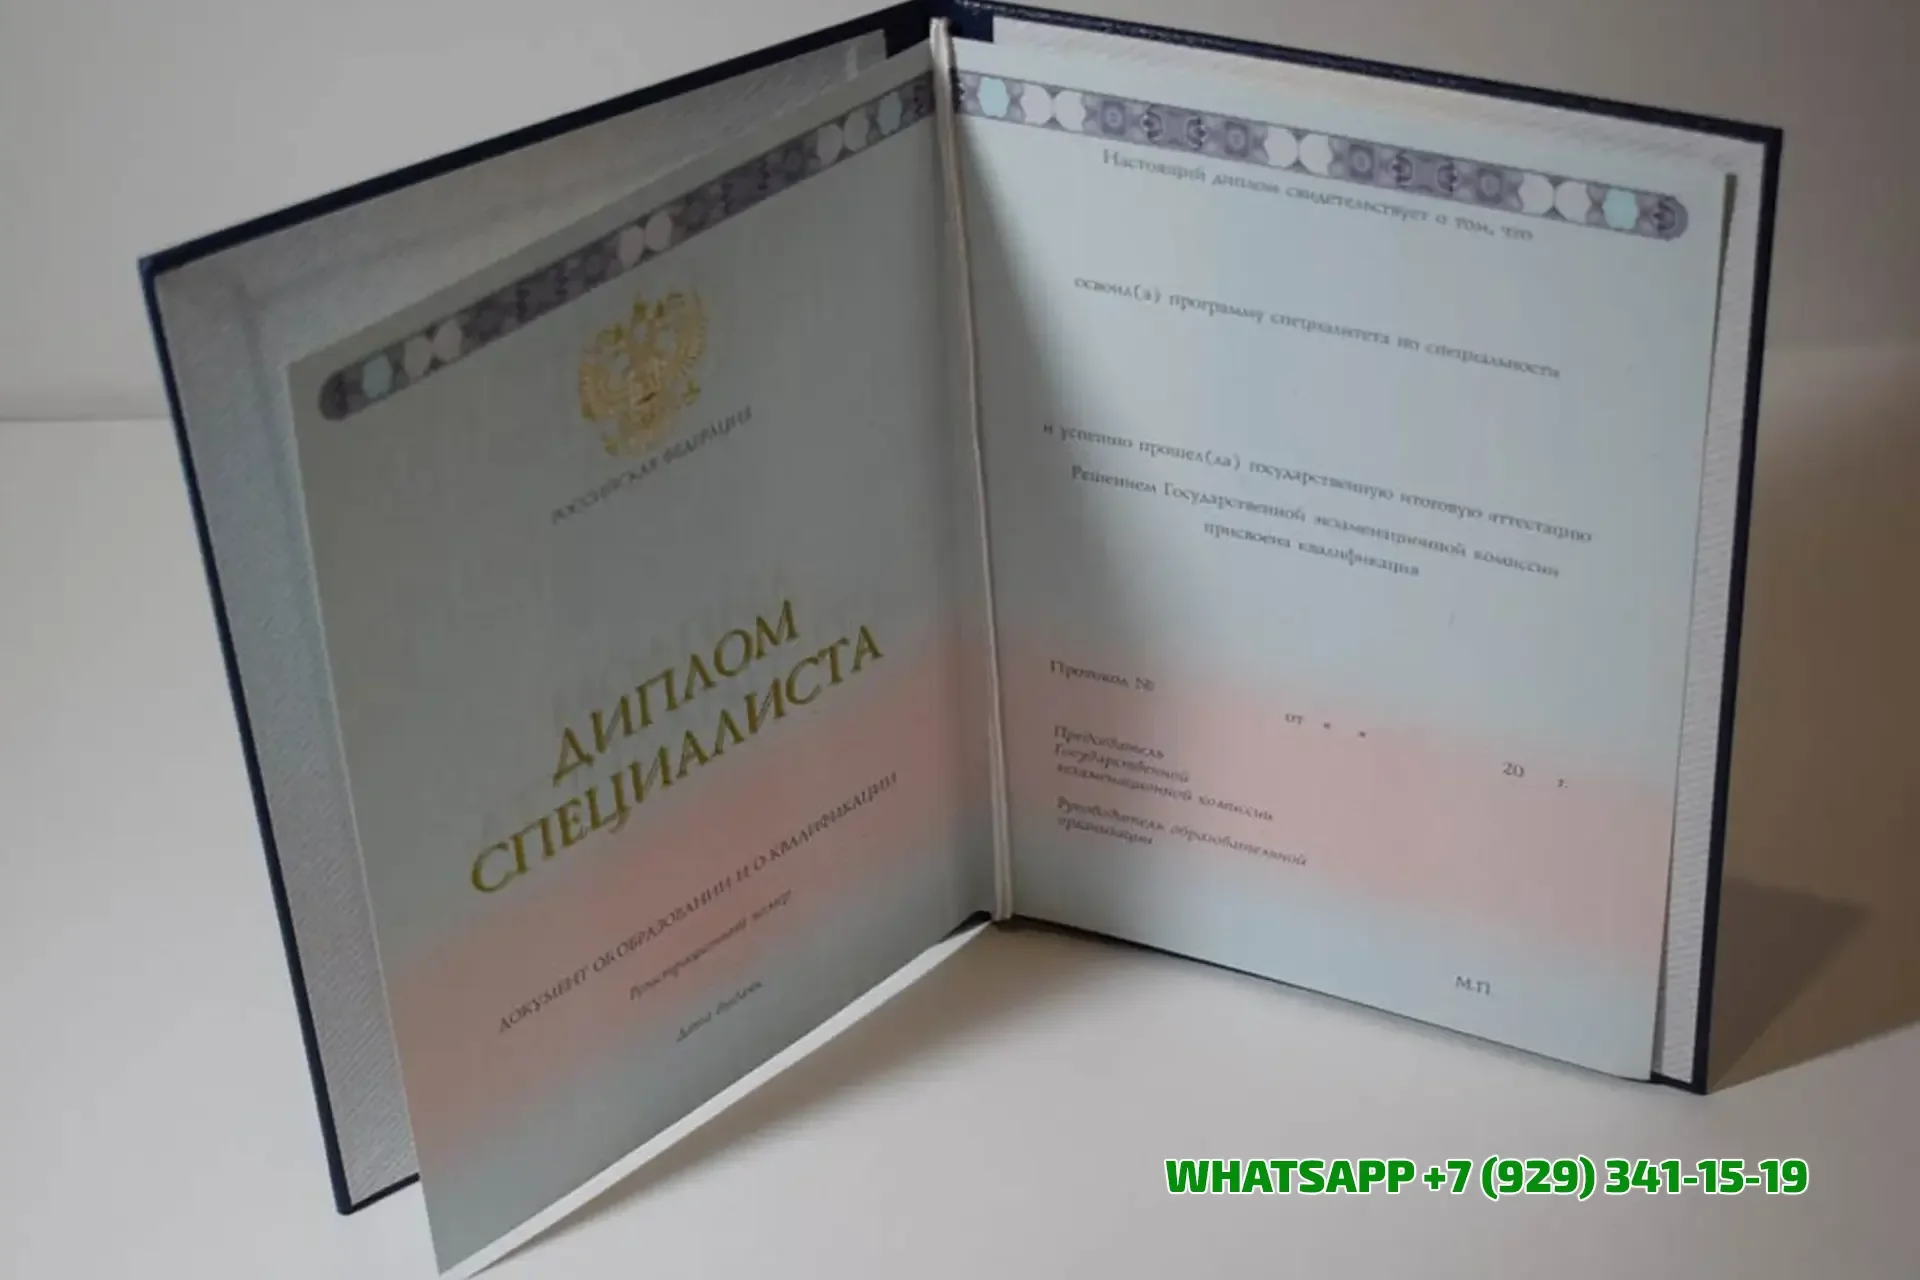 РОССИЙСКАЯ ФЕДЕРАЦИЯ
ДИПЛОМ
СПЕЦИАЛИСТА
ДОКУМЕНТ ОБ ОБРАЗОВАНИИ И О КВАЛИФИКАЦИИ
Регистрационный номер
Дата выдачи
Настоящий диплом свидетельствует о том, что
освоил(а) программу специалитета по специальности
и успешно прошел(ла) государственную итоговую аттестацию
Решением Государственной экзаменационной комиссии
присвоена квалификация
Протокол №
от « »
20 г.
Председатель
Государственной
экзаменационной комиссии
Руководитель образовательной
организации
М.П.
WHATSAPP +7 (929) 341-15-19